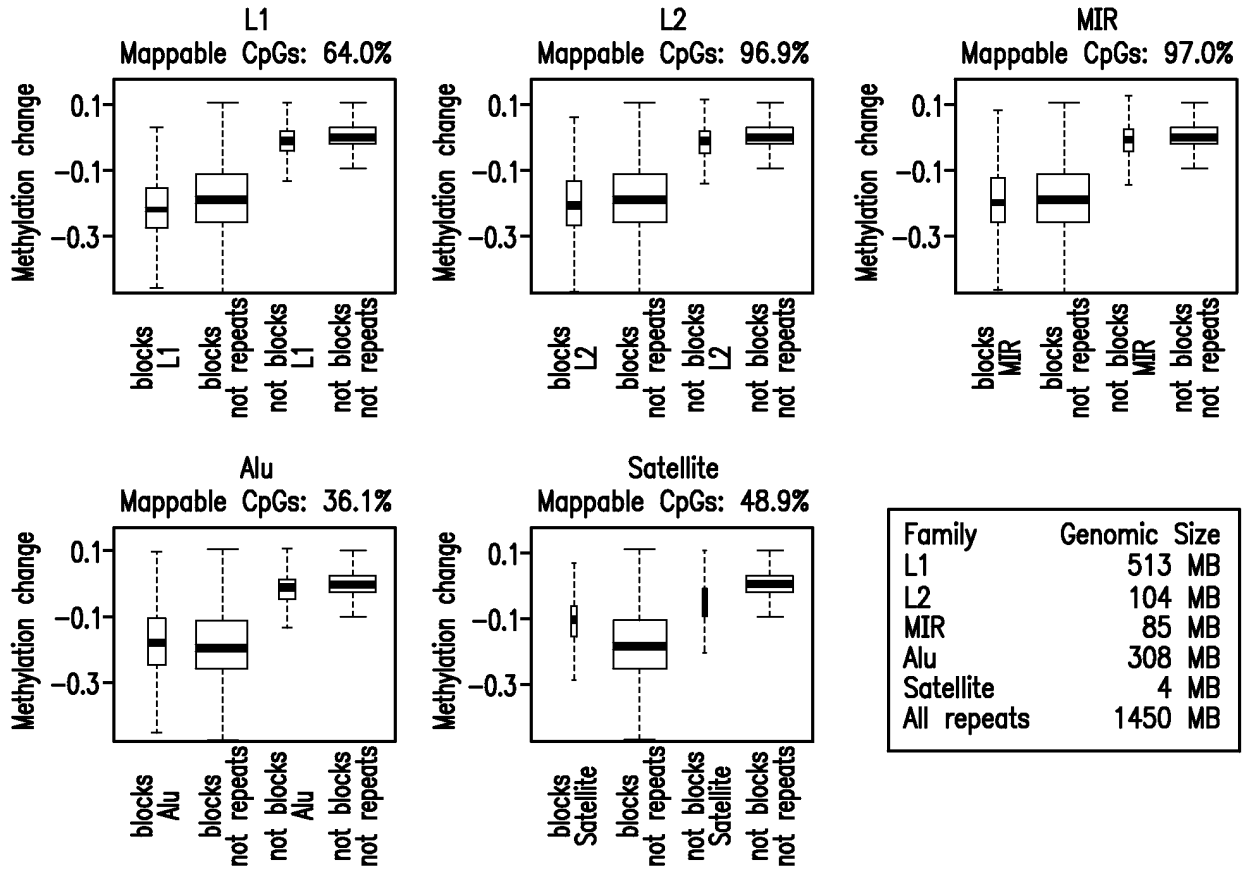 L1
Mappable CpGs: 64.0%
Methylation change
0.1
−0.1
−0.3
blocks
L1
blocks
not repeats
not blocks
L1
not blocks
not repeats
L2
Mappable CpGs: 96.9%
Methylation change
0.1
−0.1
−0.3
blocks
L2
blocks
not repeats
not blocks
L2
not blocks
not repeats
MIR
Mappable CpGs: 97.0%
Methylation change
0.1
−0.1
−0.3
blocks
MIR
blocks
not repeats
not blocks
MIR
not blocks
not repeats
Alu
Mappable CpGs: 36.1%
Methylation change
0.1
−0.1
−0.3
blocks
Alu
blocks
not repeats
not blocks
Alu
not blocks
not repeats
Satellite
Mappable CpGs: 48.9%
Methylation change
0.1
−0.1
−0.3
blocks
Satellite
blocks
not repeats
not blocks
Satellite
not blocks
not repeats
Family Genomic Size
L1 513 MB
L2 104 MB
MIR 85 MB
Alu 308 MB
Satellite 4 MB
All repeats 1450 MB